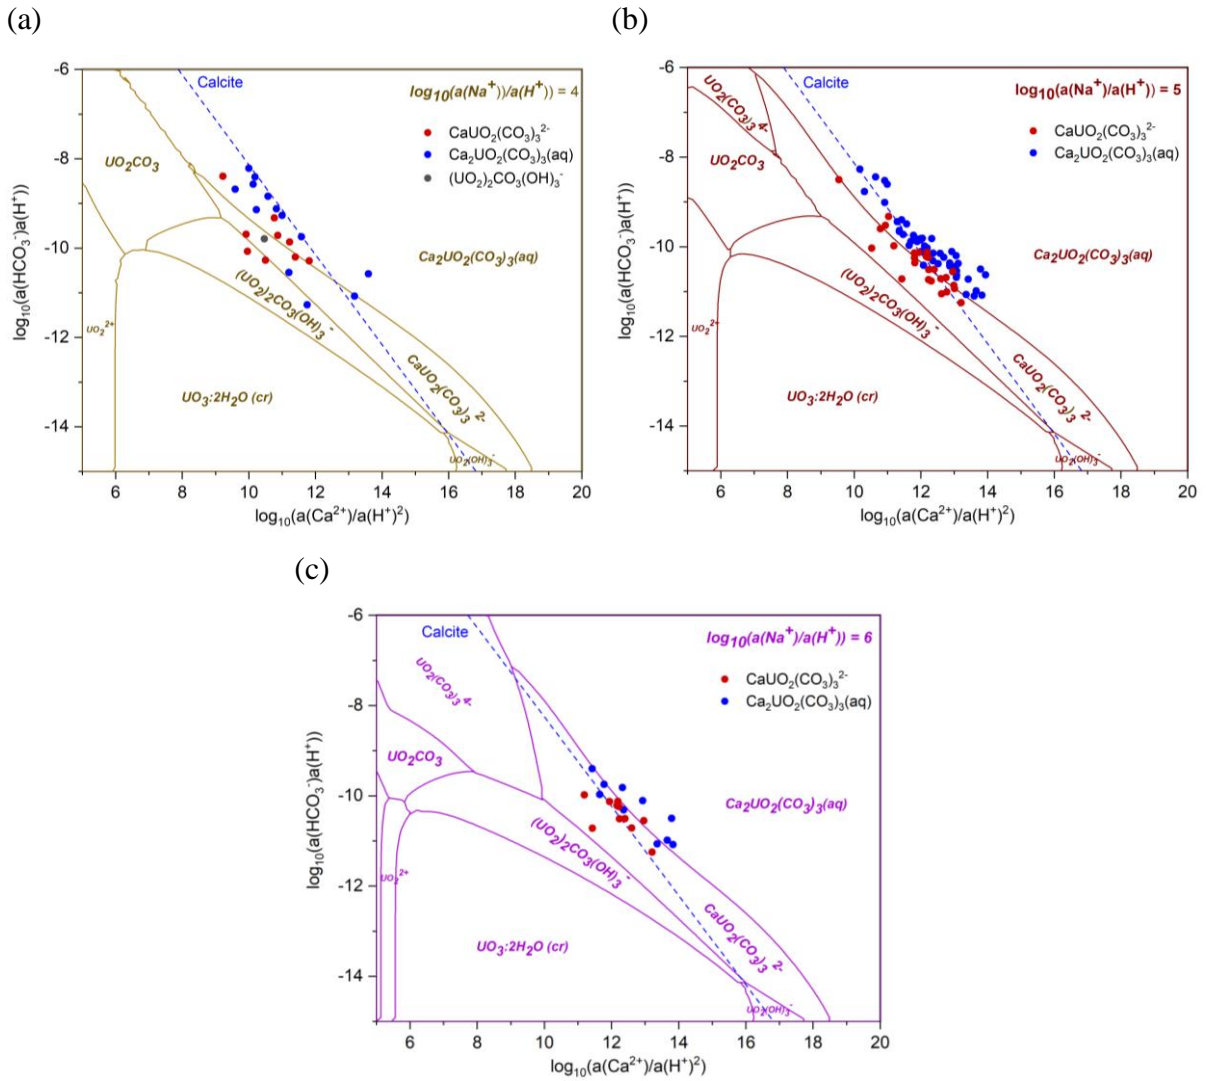 (a)
Calcite
log10(a(Na+))/a(H+)) = 4
CaUO2(CO3)3^2-
Ca2UO2(CO3)3(aq)
(UO2)2CO3(OH)3^-
UO2CO3
Ca2UO2(CO3)3(aq)
(UO2)2CO3(OH)3^-
UO2^2+
CaUO2(CO3)3^2-
UO3:2H2O (cr)
UO2(OH)3^-
-6
-8
-10
-12
-14
6 8 10 12 14 16 18 20
log10(a(HCO3^-)a(H+))
log10(a(Ca2+)/a(H+)^2)
(b)
Calcite
log10(a(Na+)/a(H+)) = 5
CaUO2(CO3)3^2-
Ca2UO2(CO3)3(aq)
UO2(CO3)3^4-
UO2CO3
Ca2UO2(CO3)3(aq)
(UO2)2CO3(OH)3^-
UO2^2+
CaUO2(CO3)3^2-
UO3:2H2O (cr)
UO2(OH)3^-
-6
-8
-10
-12
-14
6 8 10 12 14 16 18 20
log10(a(HCO3^-)a(H+))
log10(a(Ca2+)/a(H+)^2)
(c)
Calcite
log10(a(Na+)/a(H+)) = 6
CaUO2(CO3)3^2-
Ca2UO2(CO3)3(aq)
UO2(CO3)3^4-
UO2CO3
Ca2UO2(CO3)3(aq)
(UO2)2CO3(OH)3^-
UO2^2+
CaUO2(CO3)3^2-
UO3:2H2O (cr)
UO2(OH)3^-
-6
-8
-10
-12
-14
6 8 10 12 14 16 18 20
log10(a(HCO3^-)a(H+))
log10(a(Ca2+)/a(H+)^2)